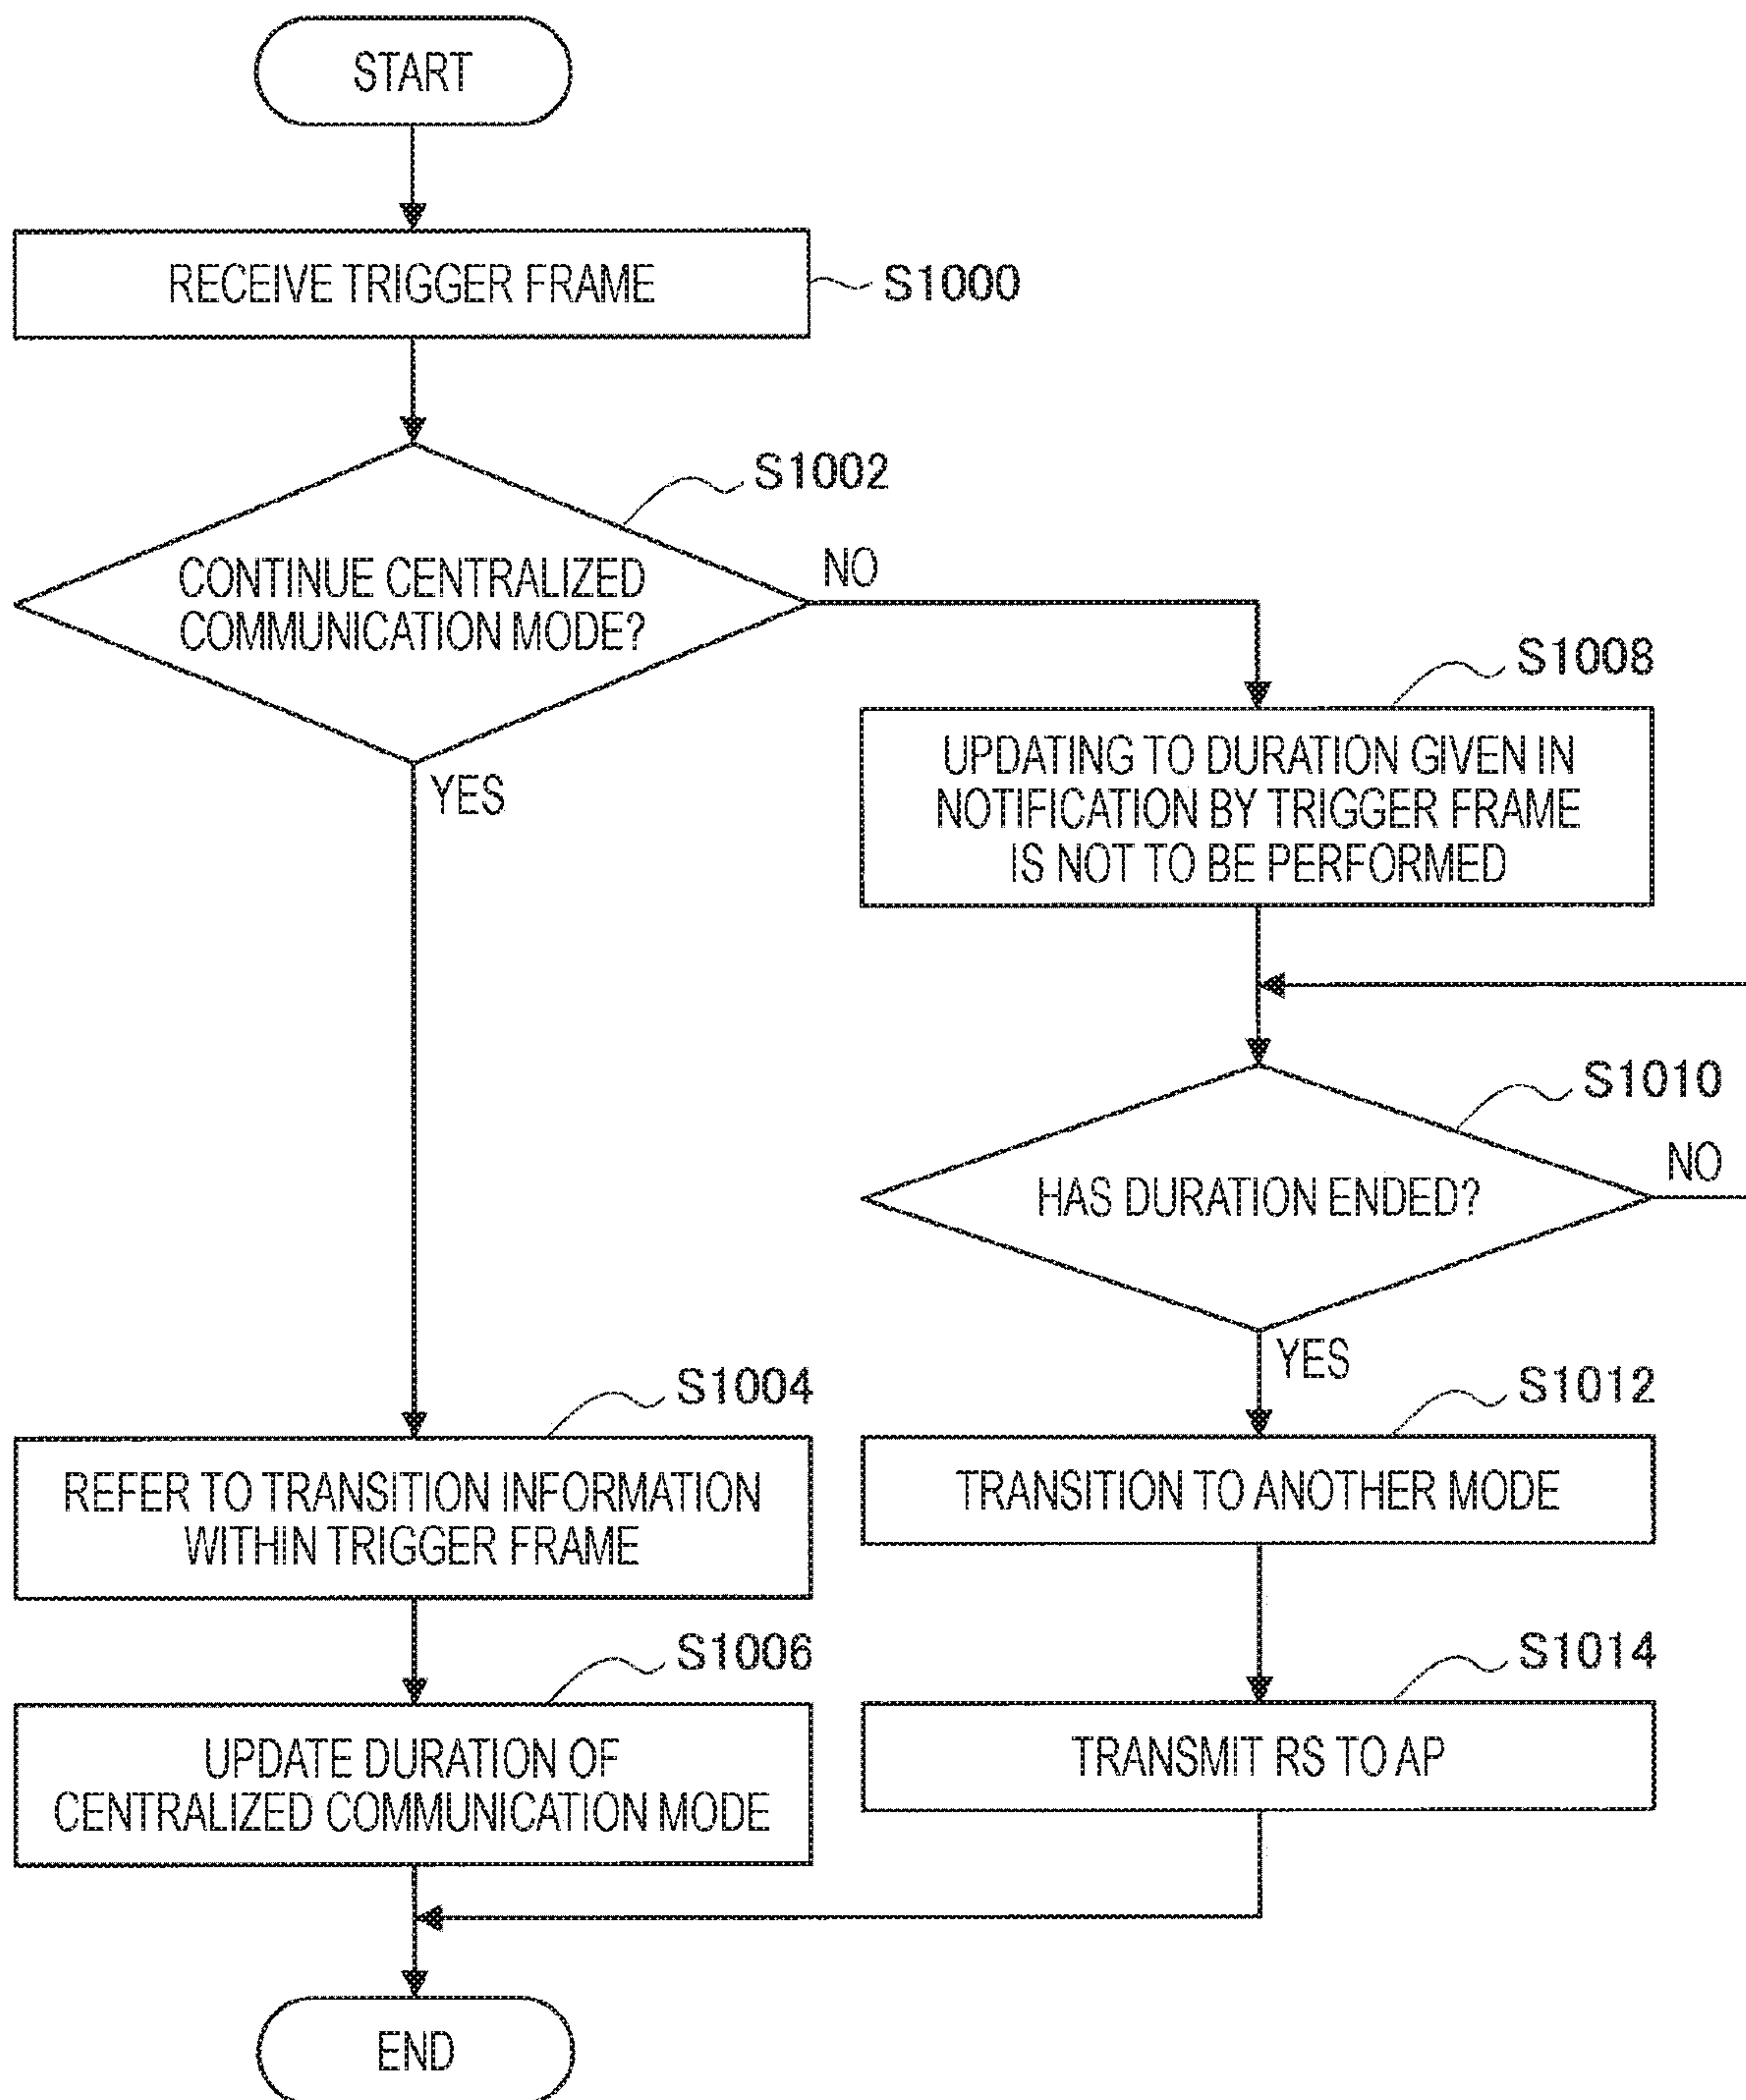 START
RECEIVE TRIGGER FRAME
S1000
S1002
CONTINUE CENTRALIZED
COMMUNICATION MODE?
NO
YES
S1008
UPDATING TO DURATION GIVEN IN
NOTIFICATION BY TRIGGER FRAME
IS NOT TO BE PERFORMED
S1010
HAS DURATION ENDED?
NO
YES
S1004
REFER TO TRANSITION INFORMATION
WITHIN TRIGGER FRAME
S1012
TRANSITION TO ANOTHER MODE
S1006
UPDATE DURATION OF
CENTRALIZED COMMUNICATION MODE
S1014
TRANSMIT RS TO AP
END